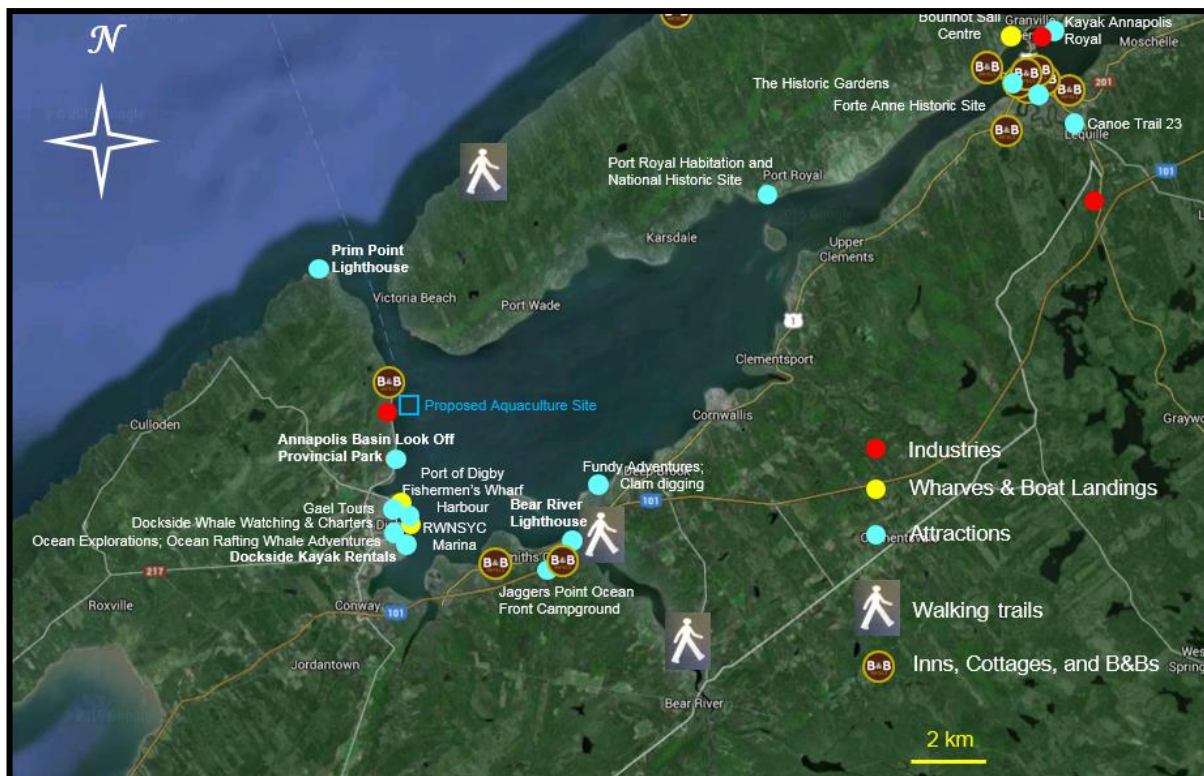 N
Bounnot Sail
Centre
Granville
Kayak Annapolis
Royal
Moschelle
B&B
B&B
The Historic Gardens
B&B
B&B
201
Forte Anne Historic Site
B&B
Canoe Trail 23
Lequille
Port Royal Habitation and
National Historic Site
Port Royal
101
Karsdale
Upper
Clements
Prim Point
Lighthouse
Victoria Beach
Port Wade
1
Clementsport
B&B
Proposed Aquaculture Site
Culloden
Cornwallis
Annapolis Basin Look Off
Provincial Park
Industries
Fundy Adventures;
Clam digging
Deep Brook
101
Port of Digby
Fishermen's Wharf
Harbour
Wharves & Boat Landings
Gael Tours
Bear River
Lighthouse
Dockside Whale Watching & Charters
RWNSYC
Marina
Attractions
Ocean Explorations; Ocean Rafting Whale Adventures
Dockside Kayak Rentals
B&B
B&B
217
Jaggers Point Ocean
Front Campground
Roxville
Conway
101
Walking trails
Jordantown
B&B
Inns, Cottages, and B&Bs
Bear River
2 km